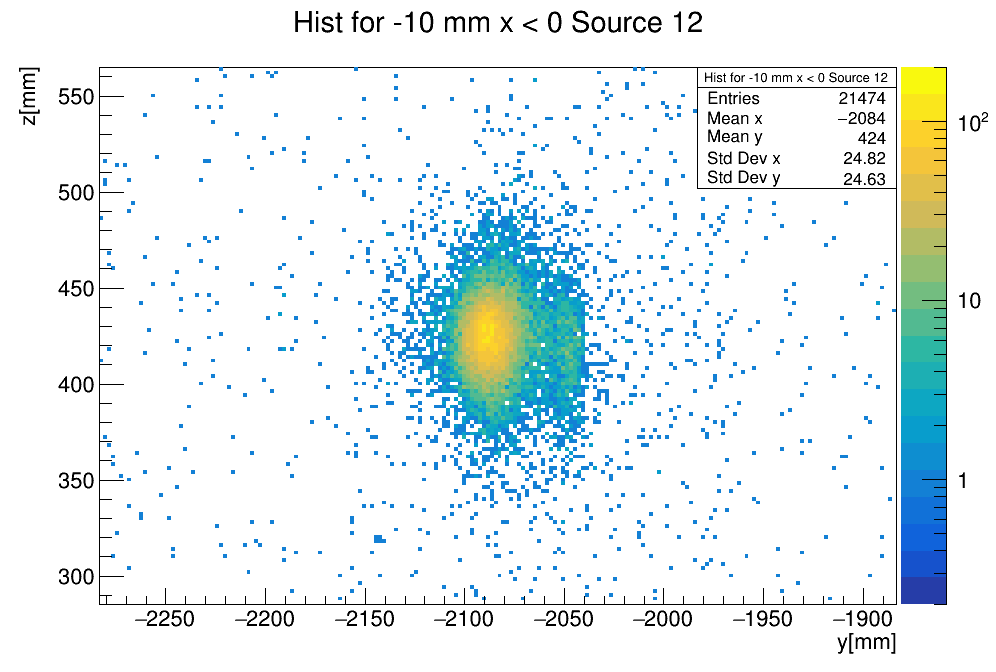 Hist for -10 mm x < 0 Source 12
z[mm]
Hist for -10 mm x < 0 Source 12
Entries 21474
Mean x −2084
Mean y 424
Std Dev x 24.82
Std Dev y 24.63
550
500
450
400
350
300
10²
10
1
−2250 −2200 −2150 −2100 −2050 −2000 −1950 −1900
y[mm]